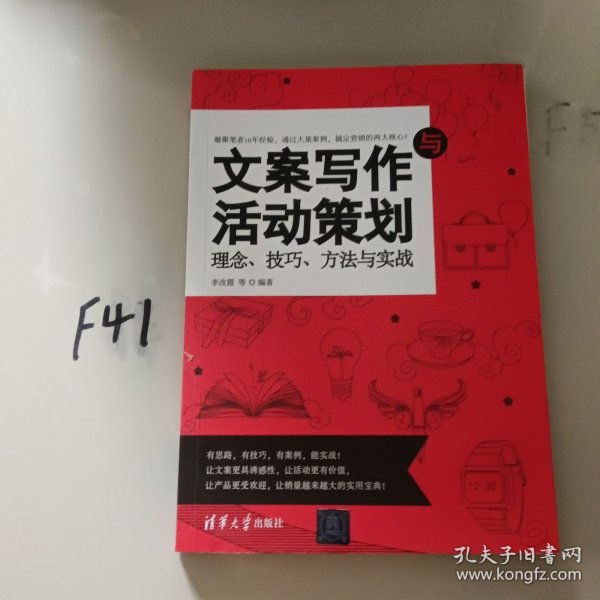 凝聚笔者10年经验，通过大量案例，搞定营销的两大核心！
文案写作与
活动策划
理念、技巧、方法与实战
李改霞 等◎编著
F41
12:30
有思路，有技巧，有案例，能实战！
让文案更具诱惑性，让活动更有价值，
让产品更受欢迎，让销量越来越大的实用宝典！
清华大学出版社
孔夫子旧书网
www.kongfz.com